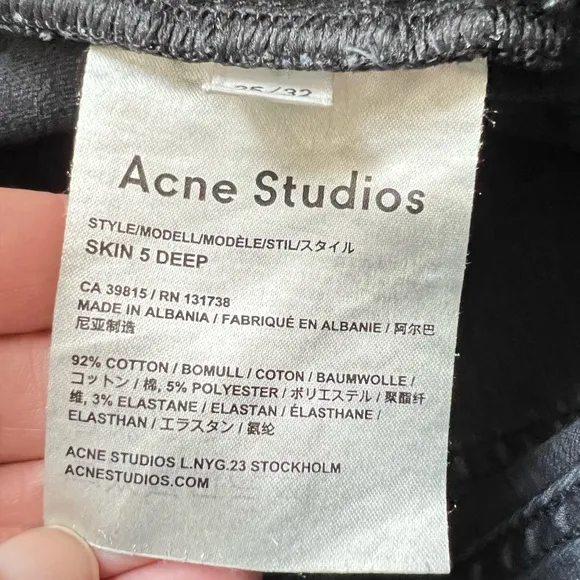 25/32
Acne Studios
STYLE/MODELL/MODÈLE/STIL/スタイル
SKIN 5 DEEP
CA 39815 / RN 131738
MADE IN ALBANIA / FABRIQUÉ EN ALBANIE / 阿尔巴
尼亚制造
92% COTTON / BOMULL / COTON / BAUMWOLLE /
コットン / 棉, 5% POLYESTER / ポリエステル / 聚酯纤
维, 3% ELASTANE / ELASTAN / ÉLASTHANE /
ELASTHAN / エラスタン / 氨纶
ACNE STUDIOS L.NYG.23 STOCKHOLM
ACNESTUDIOS.COM